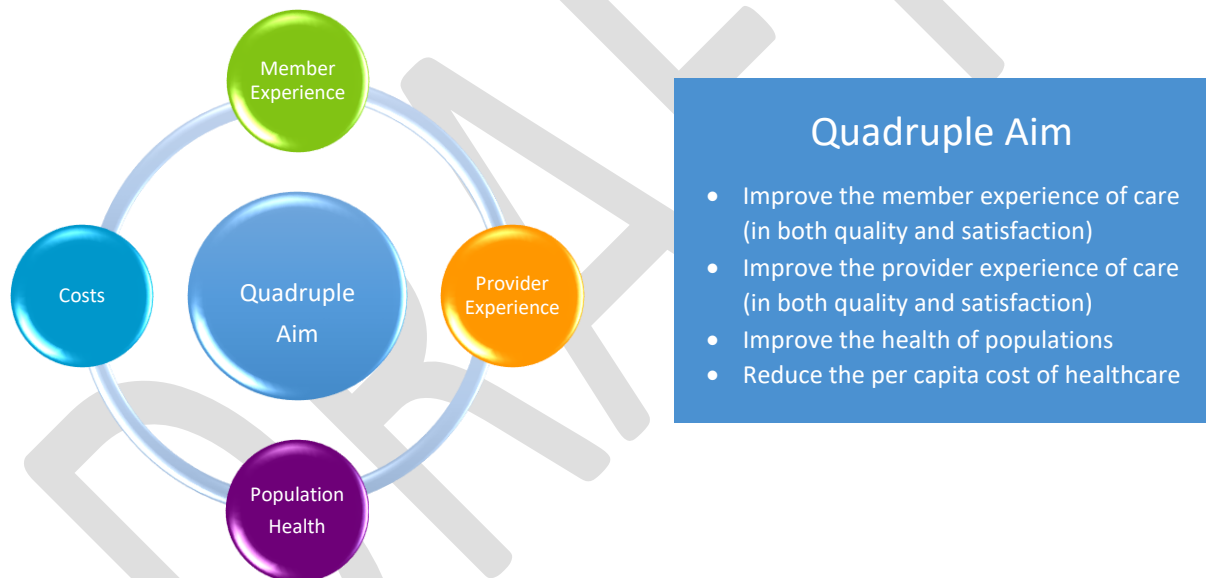 Member
Experience
Costs
Quadruple
Aim
Provider
Experience
Population
Health
Quadruple Aim
• Improve the member experience of care
(in both quality and satisfaction)
• Improve the provider experience of care
(in both quality and satisfaction)
• Improve the health of populations
• Reduce the per capita cost of healthcare
DRAFT